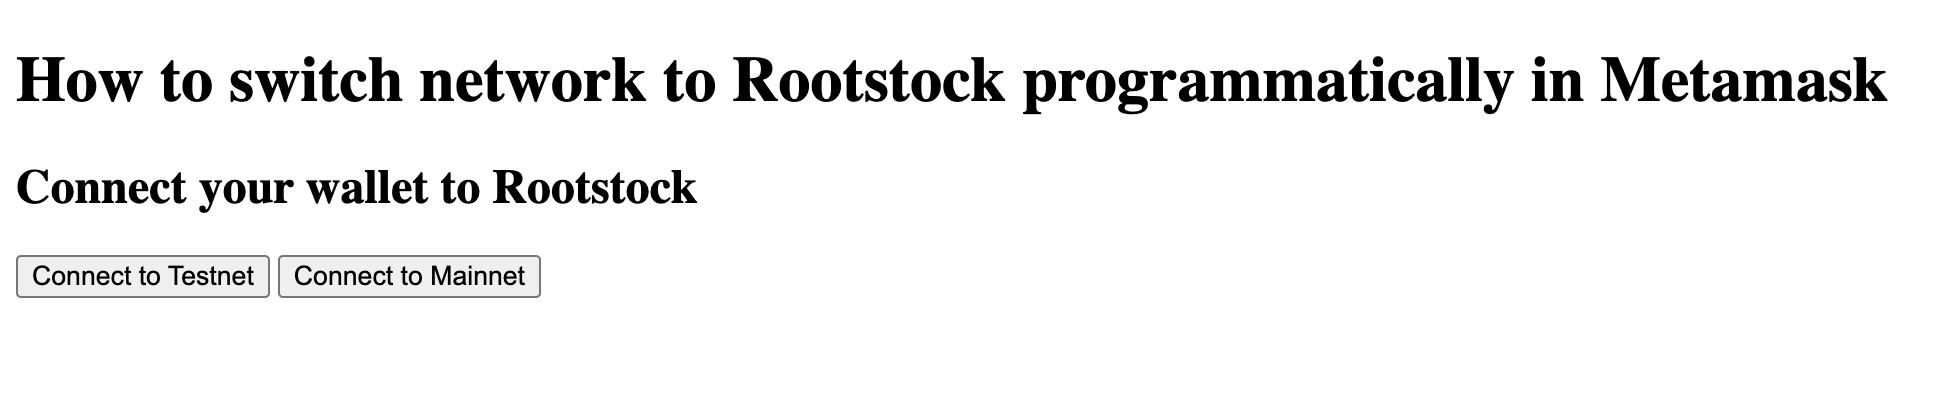 How to switch network to Rootstock programmatically in Metamask
Connect your wallet to Rootstock
Connect to Testnet Connect to Mainnet